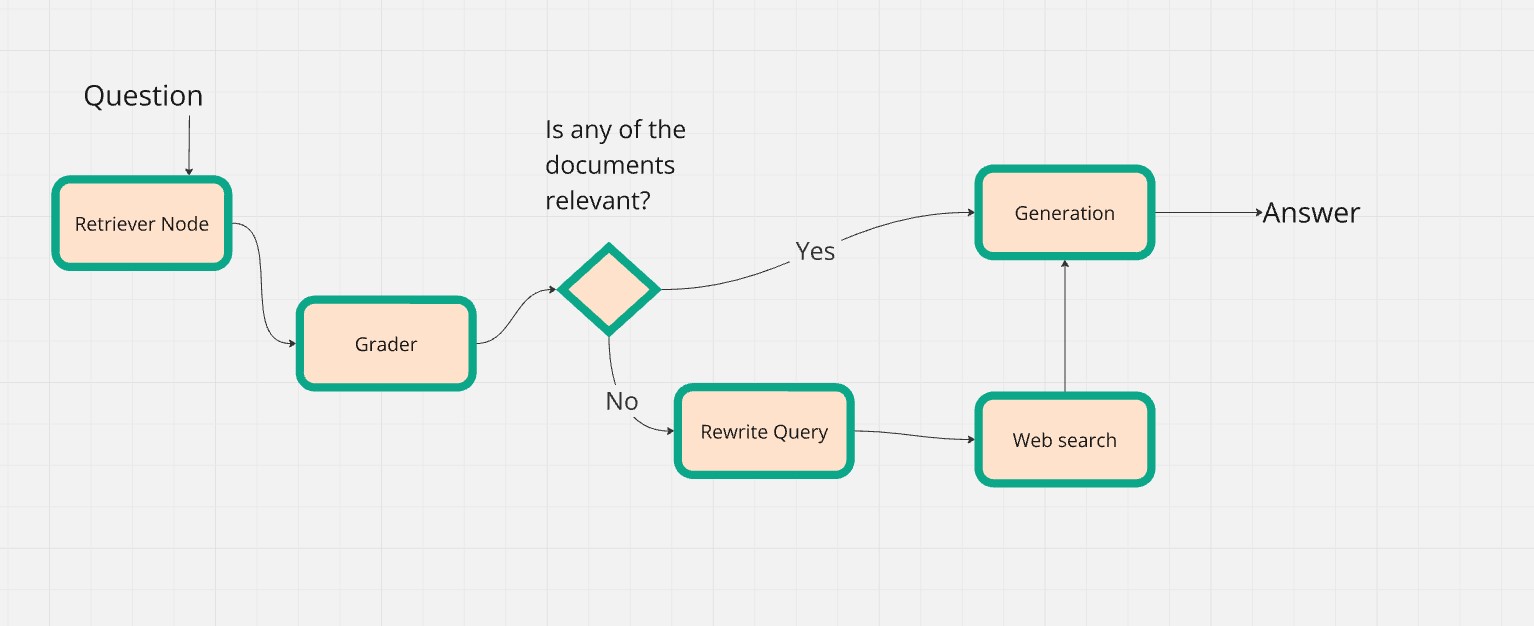 Question
Retriever Node
Grader
Is any of the
documents
relevant?
Yes
No
Rewrite Query
Web search
Generation
Answer